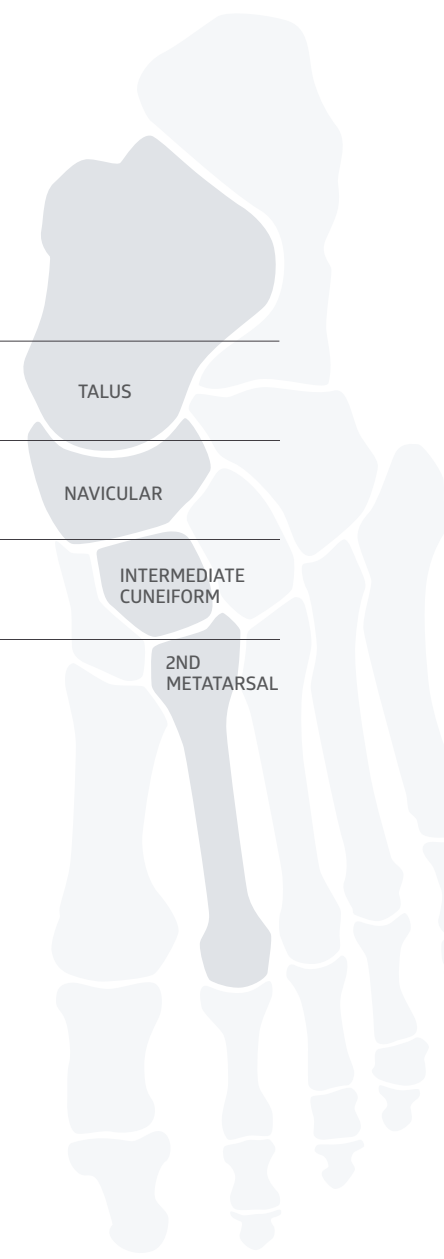 TALUS
NAVICULAR
INTERMEDIATE
CUNEIFORM
2ND
METATARSAL